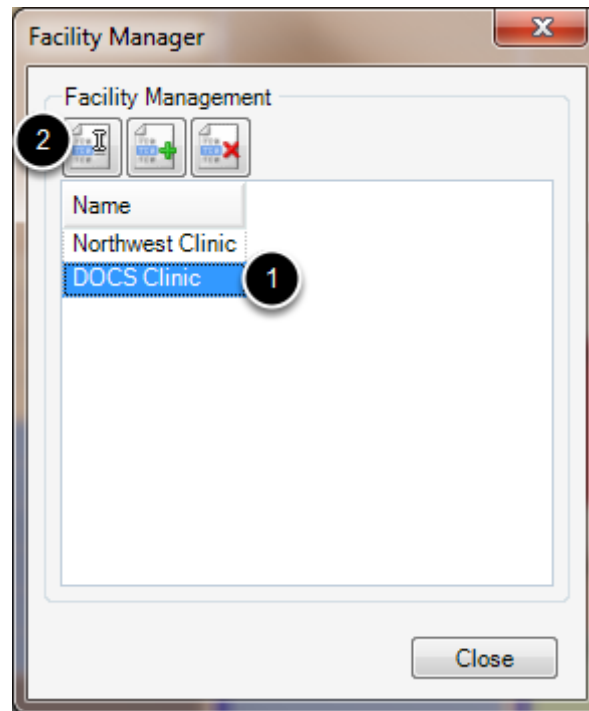 Facility Manager
Facility Management
2
Name
Northwest Clinic
DOCS Clinic 1
Close